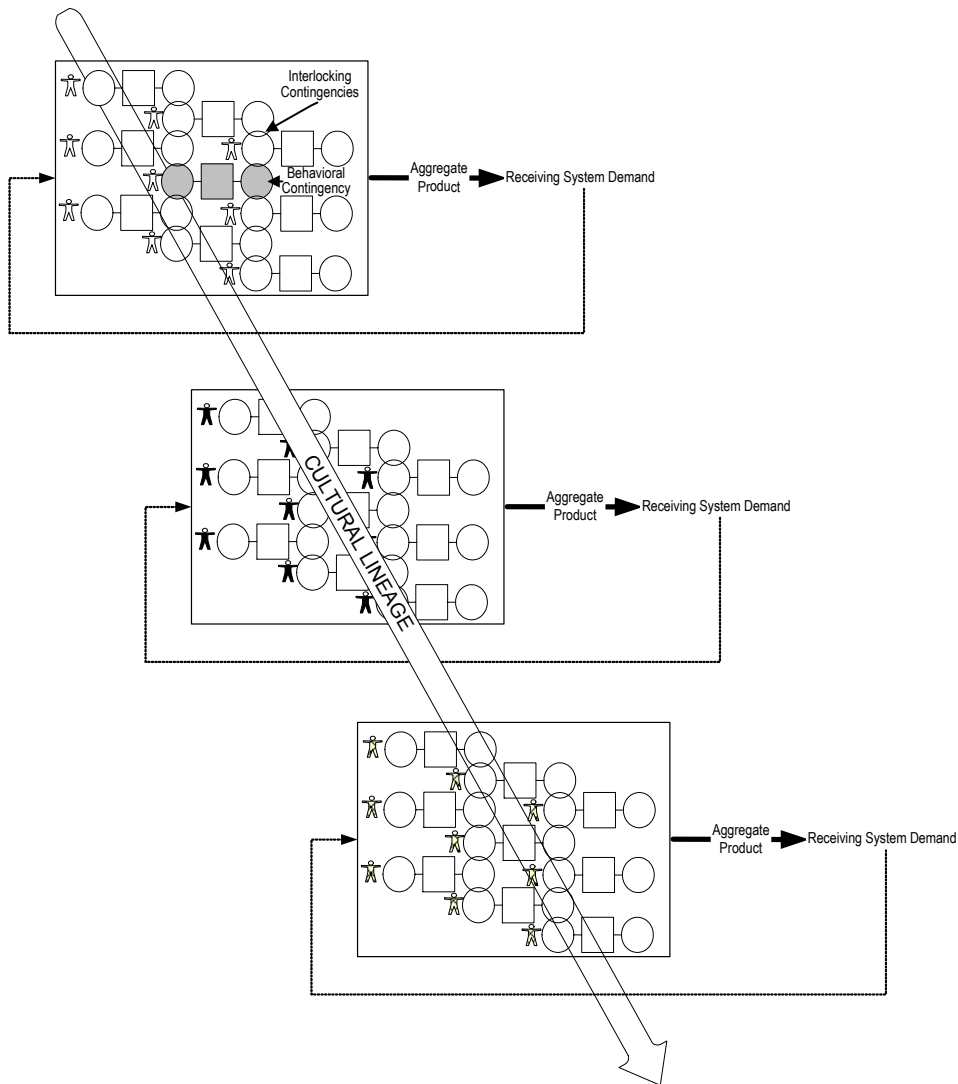 Interlocking
Contingencies
Behavioral
Contingency
Aggregate
Product
Receiving System Demand
CULTURAL LINEAGE
Aggregate
Product
Receiving System Demand
Aggregate
Product
Receiving System Demand